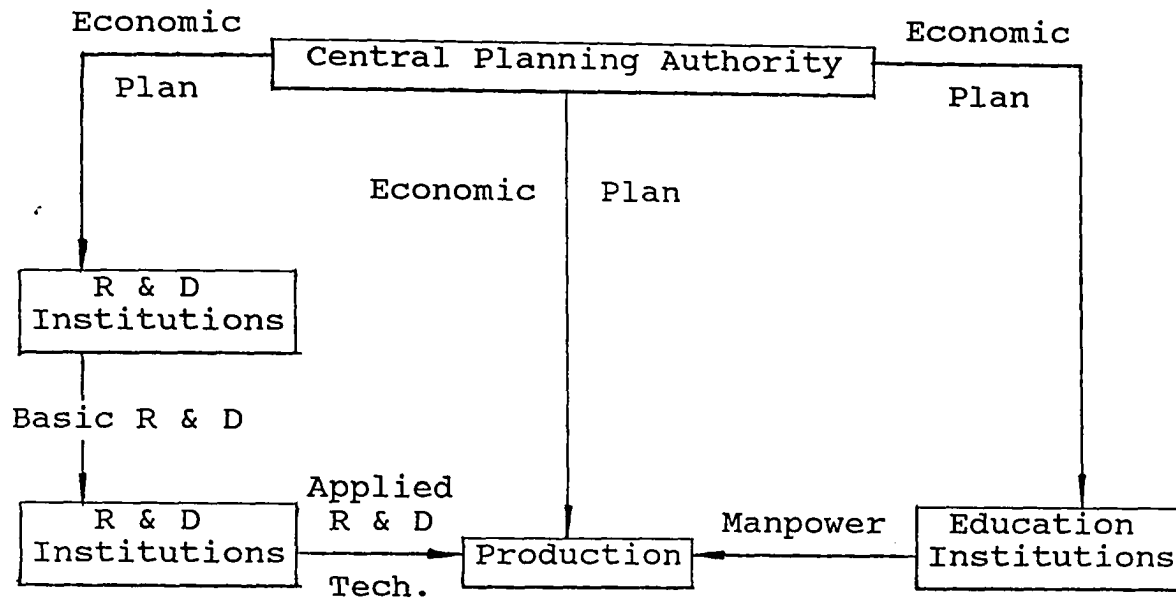 Economic
Plan
Central Planning Authority
Economic
Plan
Economic Plan
R & D
Institutions
Basic R & D
R & D
Institutions
Applied
R & D
Tech.
Production
Manpower
Education
Institutions